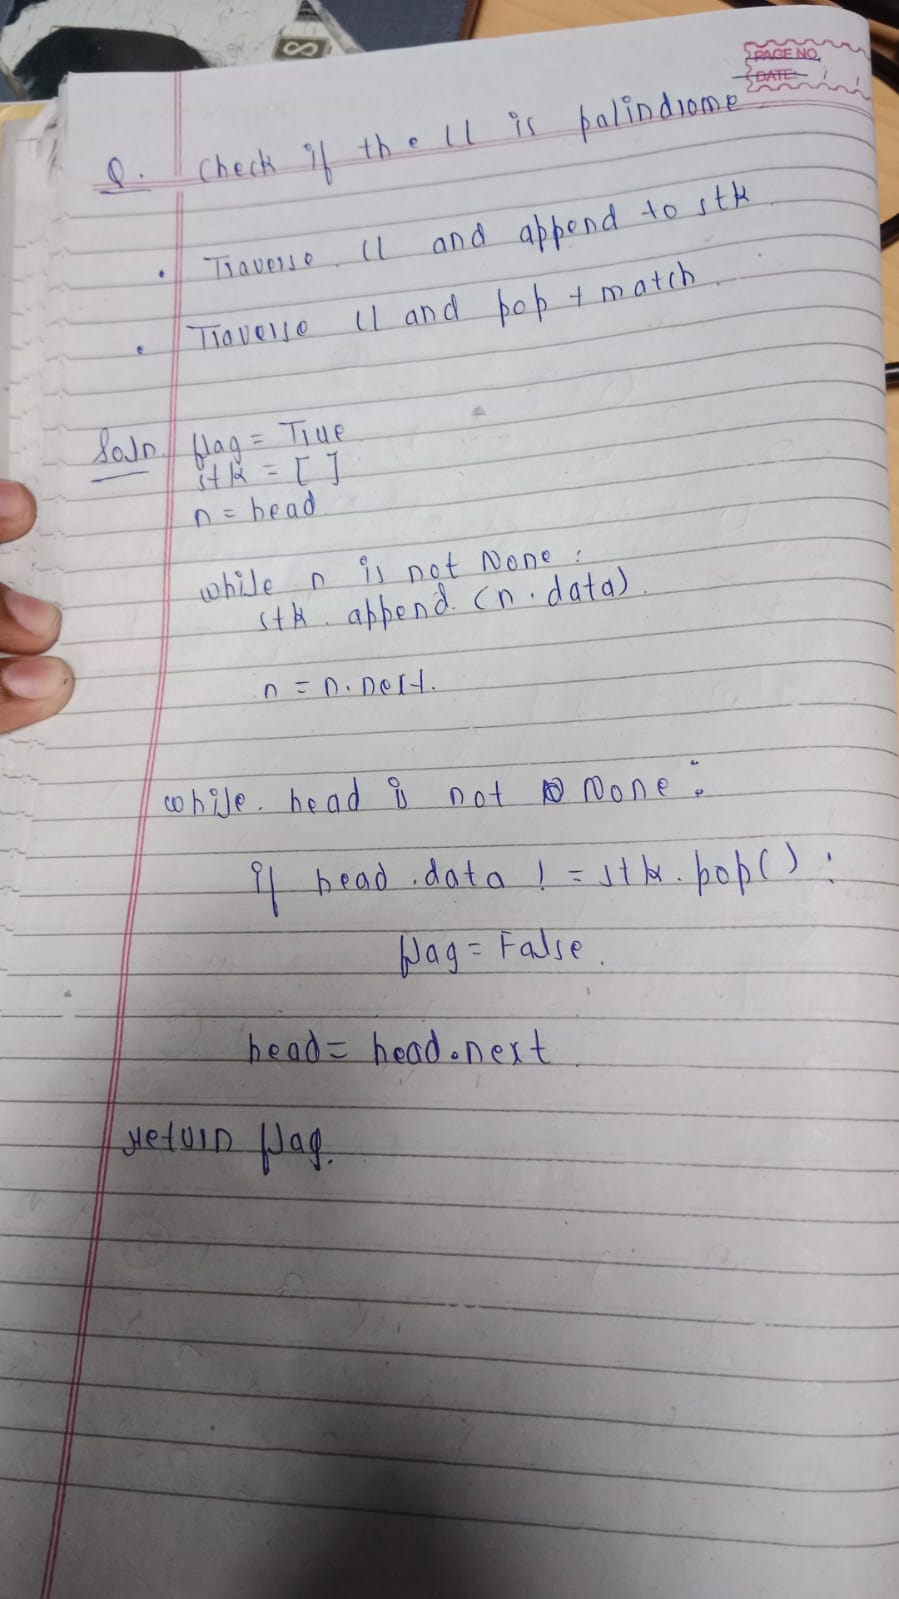 8
PAGE NO.
DATE
Q. Check if the ll is palindrome
• Traverse ll and append to stk
• Traverse ll and pop + match
Soln. flag = True
stk = [ ]
n = head
while n is not None :
stk . append (n . data)
n = n . next.
while . head is not None :
if head . data ! = stk . pop( ) :
flag = False .
head = head . next
return flag.